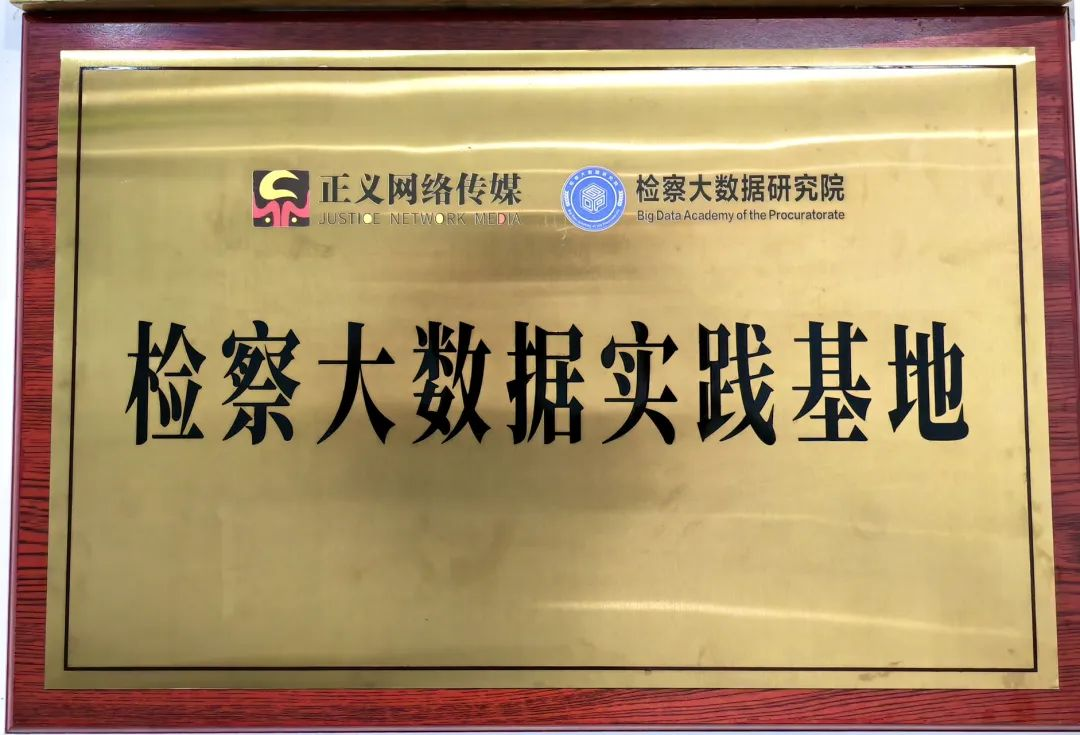 正义网络传媒
JUSTICE NETWORK MEDIA
检察大数据研究院
Big Data Academy of the Procuratorate
检察大数据实践基地